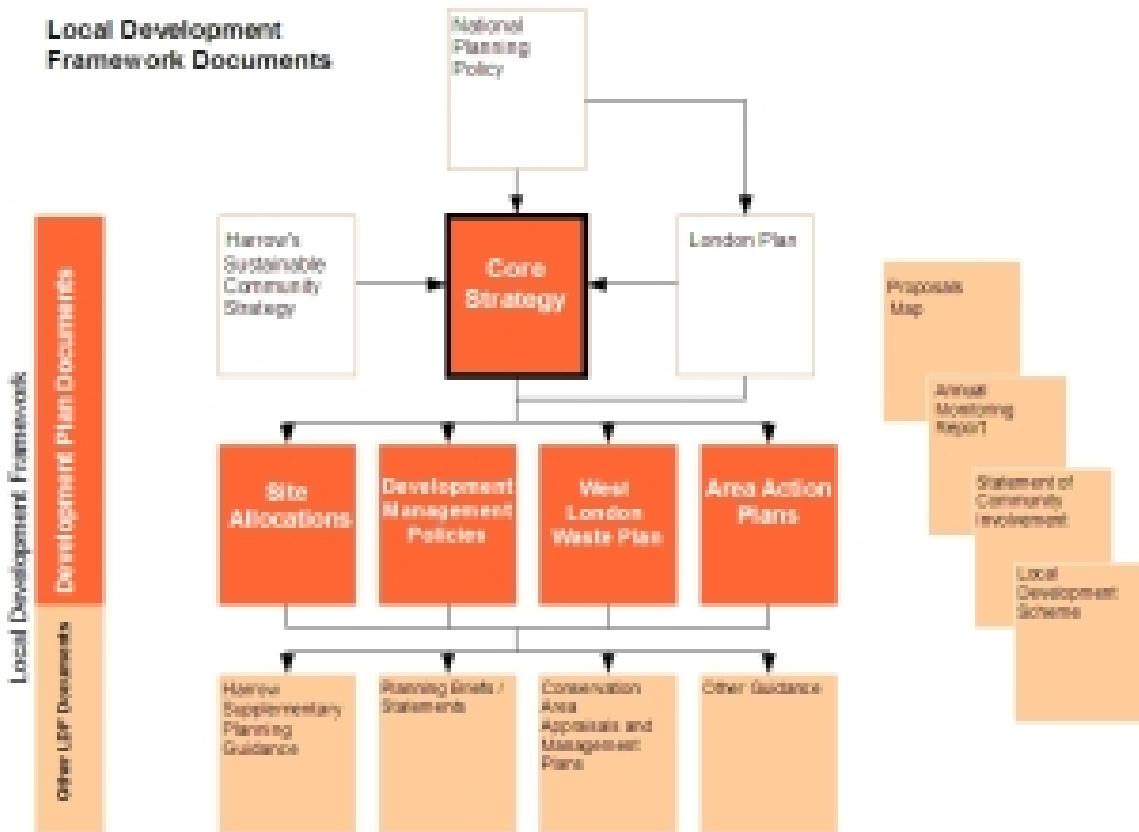 Local Development
Framework Documents
National
Planning
Policy
Harrow's
Sustainable
Community
Strategy
Core
Strategy
London Plan
Proposals
Map
Annual
Monitoring
Report
Statement of
Community
Involvement
Local
Development
Scheme
Local Development Framework
Development Plan Documents
Other LDF Documents
Site
Allocations
Development
Management
Policies
West
London
Waste Plan
Area Action
Plans
Harrow
Supplementary
Planning
Guidance
Planning Briefs /
Statements
Conservation
Area
Appraisals and
Management
Plans
Other Guidance